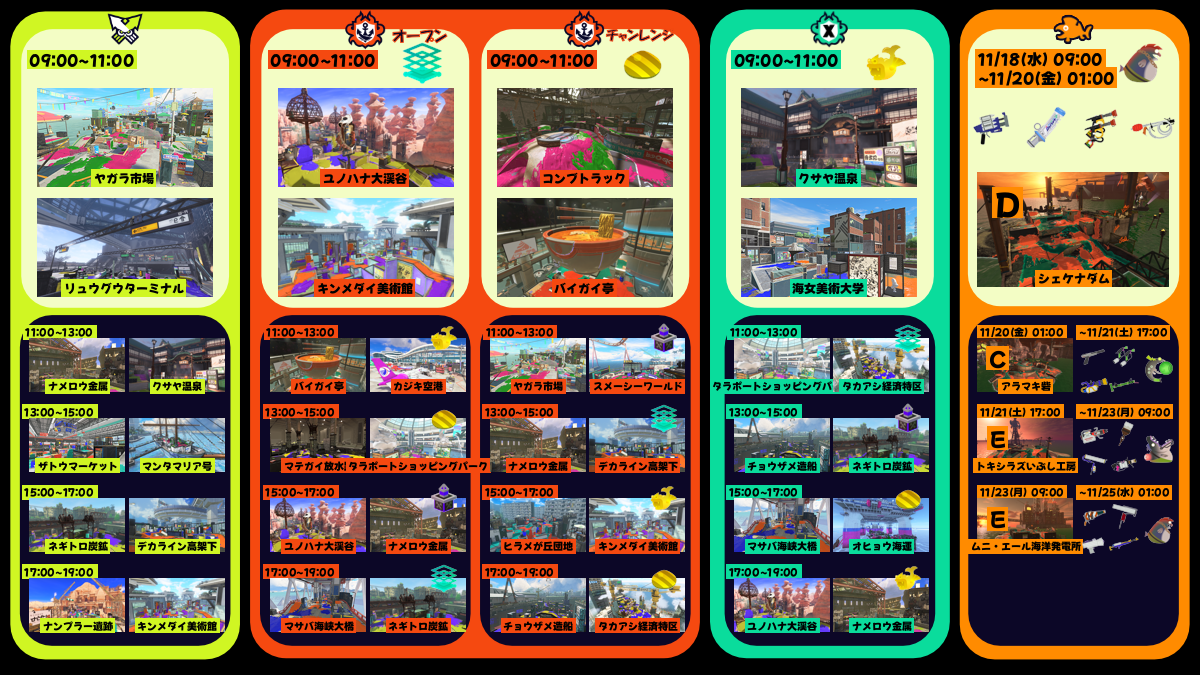 09:00~11:00
ヤガラ市場
リュウグウターミナル
11:00~13:00
ナメロウ金属
クサヤ温泉
13:00~15:00
ザトウマーケット
マンタマリア号
15:00~17:00
ネギトロ炭鉱
デカライン高架下
17:00~19:00
ナンプラー遺跡
キンメダイ美術館
オープン
09:00~11:00
ユノハナ大渓谷
キンメダイ美術館
11:00~13:00
バイガイ亭
カジキ空港
13:00~15:00
マテガイ放水
タラポートショッピングパーク
15:00~17:00
ユノハナ大渓谷
ナメロウ金属
17:00~19:00
マサバ海峡大橋
ネギトロ炭鉱
チャレンジ
09:00~11:00
コンブトラック
バイガイ亭
11:00~13:00
ヤガラ市場
スメーシーワールド
13:00~15:00
ナメロウ金属
デカライン高架下
15:00~17:00
ヒラメが丘団地
キンメダイ美術館
17:00~19:00
チョウザメ造船
タカアシ経済特区
X
09:00~11:00
クサヤ温泉
海女美術大学
11:00~13:00
タラポートショッピングパ
タカアシ経済特区
13:00~15:00
チョウザメ造船
ネギトロ炭鉱
15:00~17:00
マサバ海峡大橋
オヒョウ海運
17:00~19:00
ユノハナ大渓谷
ナメロウ金属
11/18(水) 09:00
~11/20(金) 01:00
D
シェケナダム
11/20(金) 01:00 ~11/21(土) 17:00
C
アラマキ砦
11/21(土) 17:00 ~11/23(月) 09:00
E
トキシラズいぶし工房
11/23(月) 09:00 ~11/25(水) 01:00
E
ムニ・エール海洋発電所